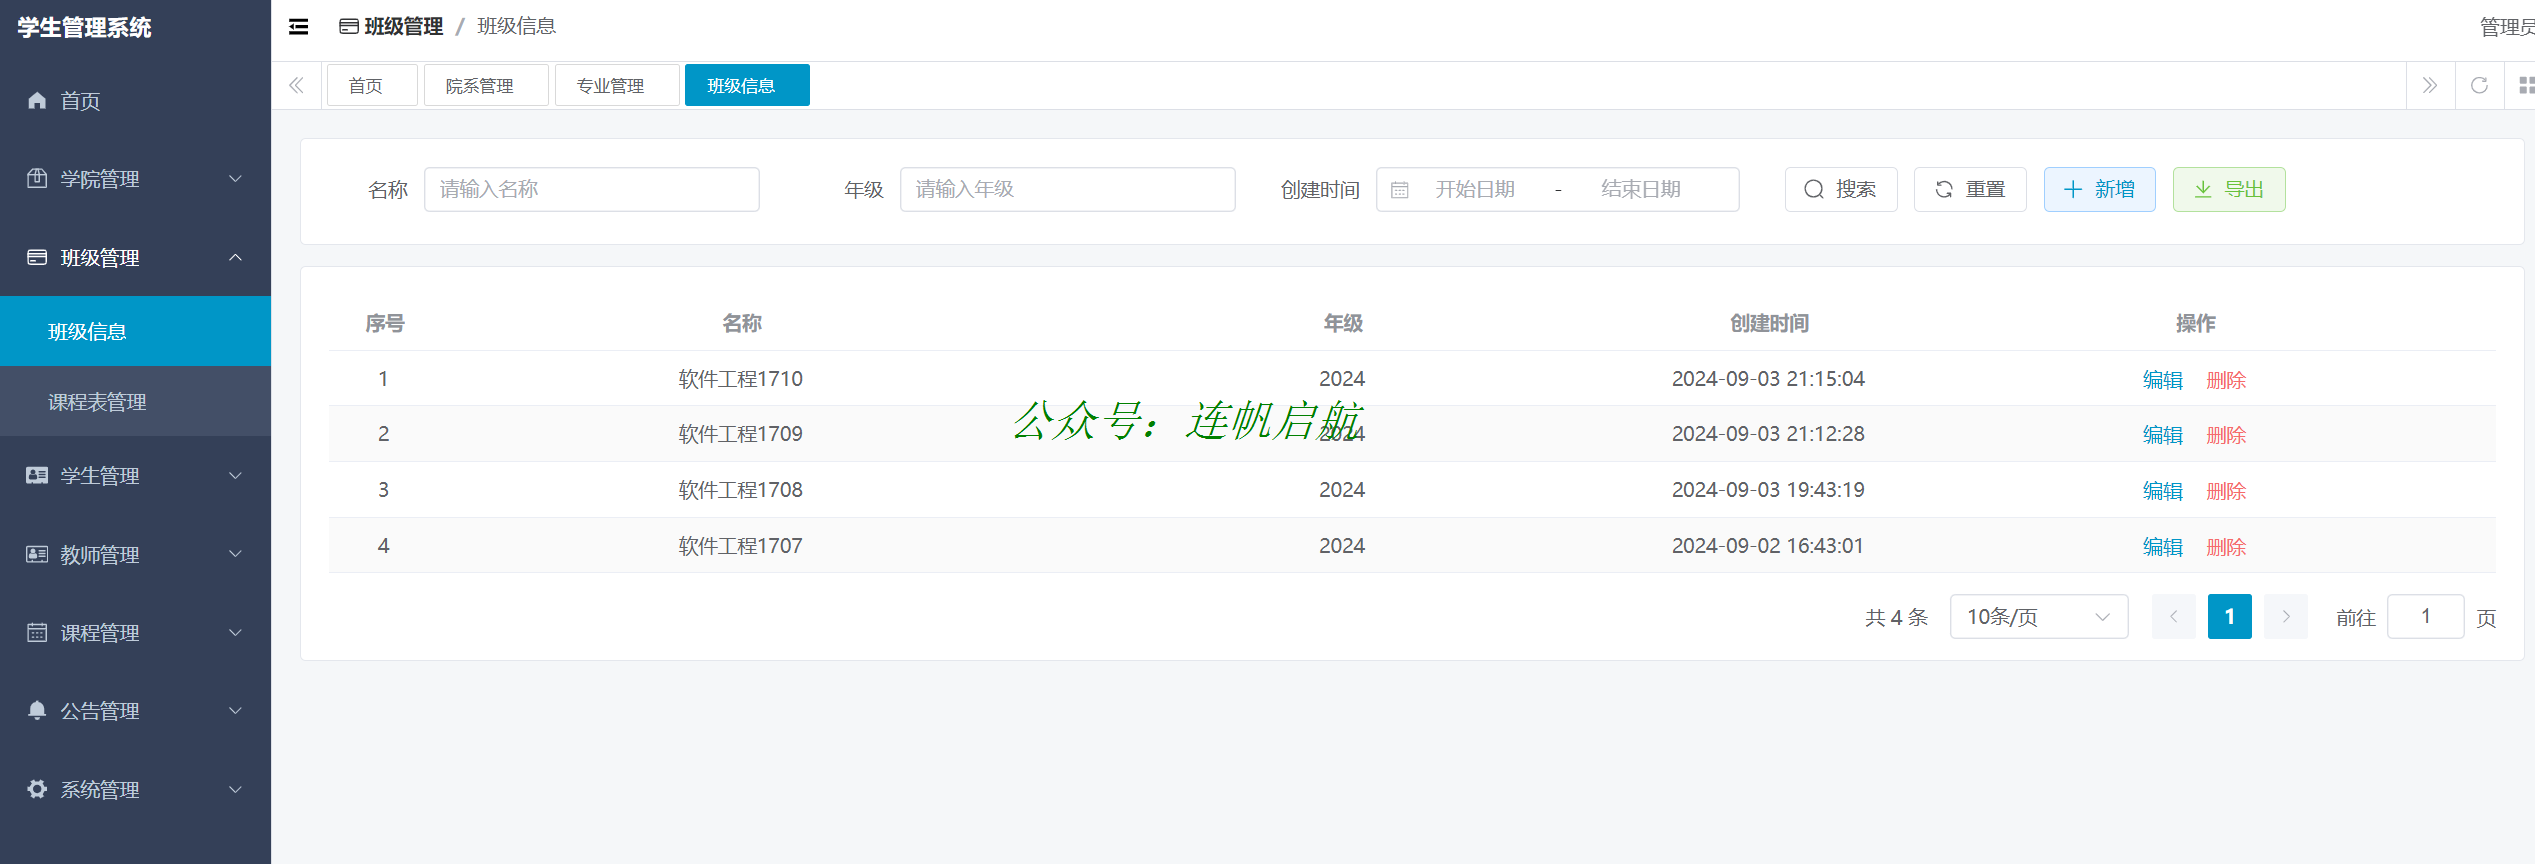 学生管理系统
首页
学院管理
班级管理
班级信息
课程表管理
学生管理
教师管理
课程管理
公告管理
系统管理
班级管理 / 班级信息
管理员
首页 院系管理 专业管理 班级信息
名称 请输入名称 年级 请输入年级 创建时间 开始日期 - 结束日期 搜索 重置 新增 导出
序号 名称 年级 创建时间 操作
1 软件工程1710 2024 2024-09-03 21:15:04 编辑 删除
公众号：连帆启航
2 软件工程1709 2024 2024-09-03 21:12:28 编辑 删除
3 软件工程1708 2024 2024-09-03 19:43:19 编辑 删除
4 软件工程1707 2024 2024-09-02 16:43:01 编辑 删除
共 4 条 10条/页 1 前往 1 页